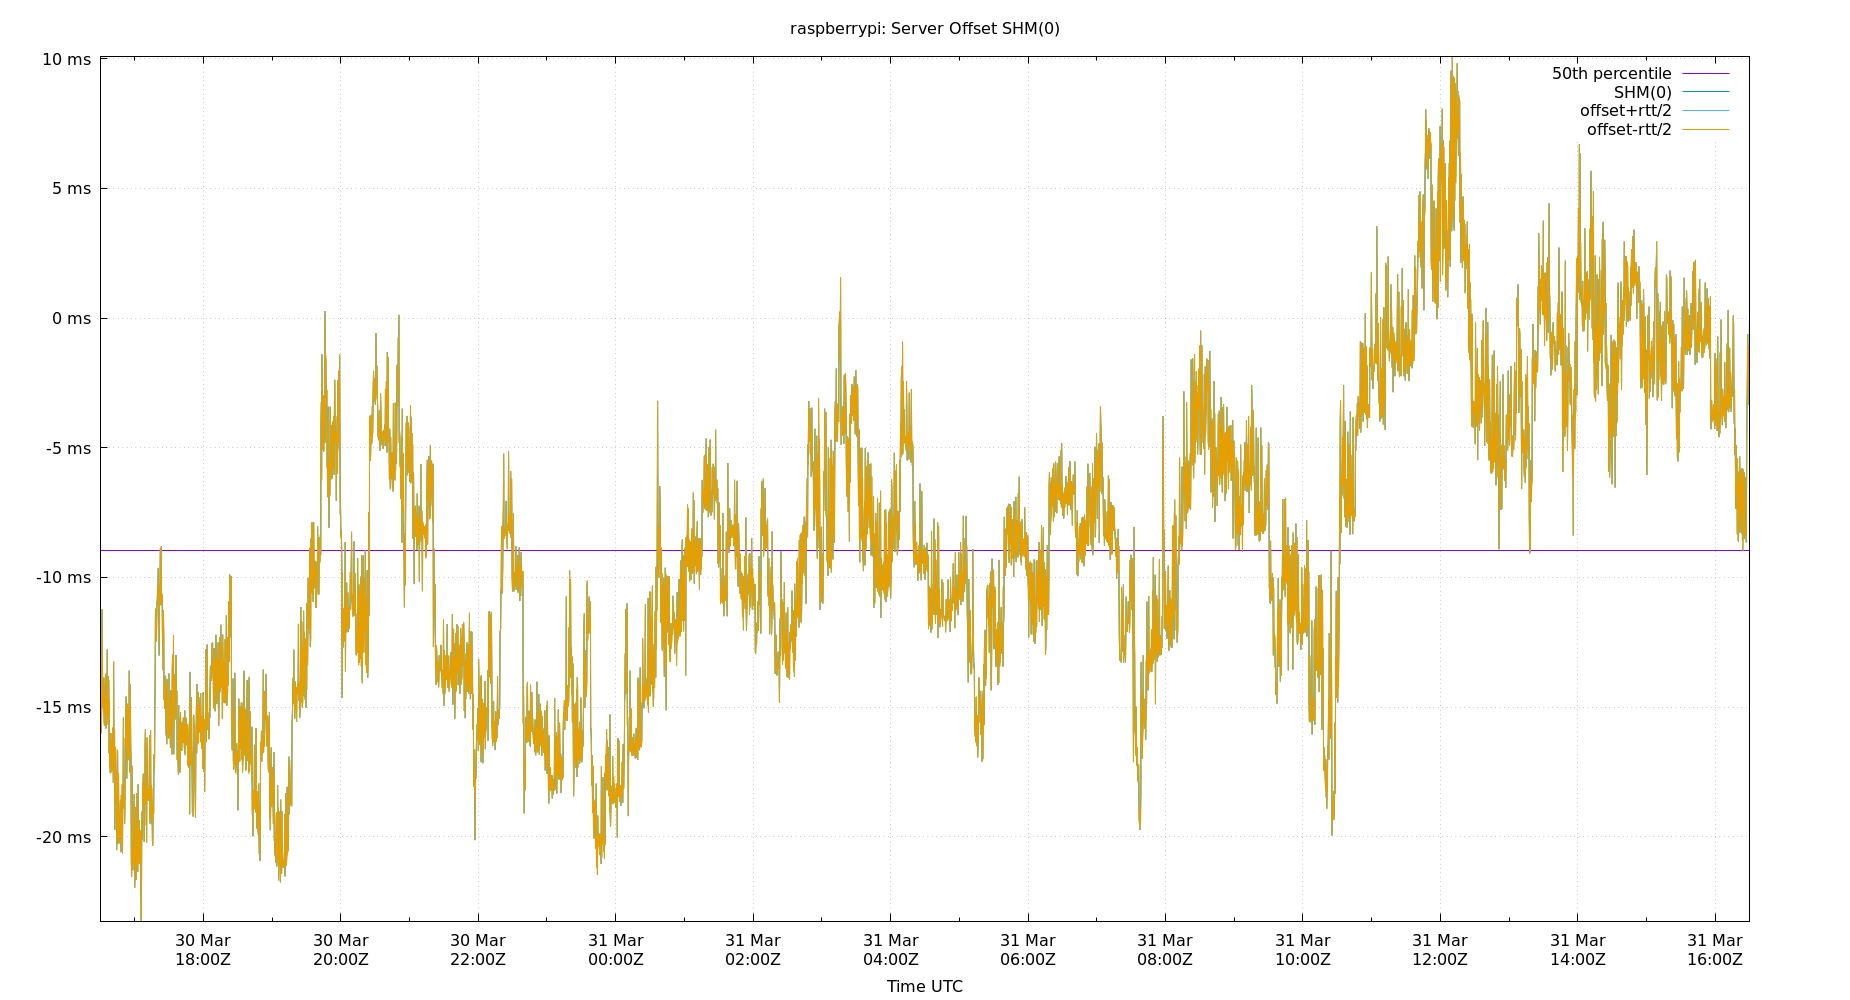 raspberrypi: Server Offset SHM(0)
10 ms
5 ms
0 ms
-5 ms
-10 ms
-15 ms
-20 ms
50th percentile
SHM(0)
offset+rtt/2
offset-rtt/2
30 Mar 30 Mar 30 Mar 31 Mar 31 Mar 31 Mar 31 Mar 31 Mar 31 Mar 31 Mar 31 Mar 31 Mar
18:00Z 20:00Z 22:00Z 00:00Z 02:00Z 04:00Z 06:00Z 08:00Z 10:00Z 12:00Z 14:00Z 16:00Z
Time UTC